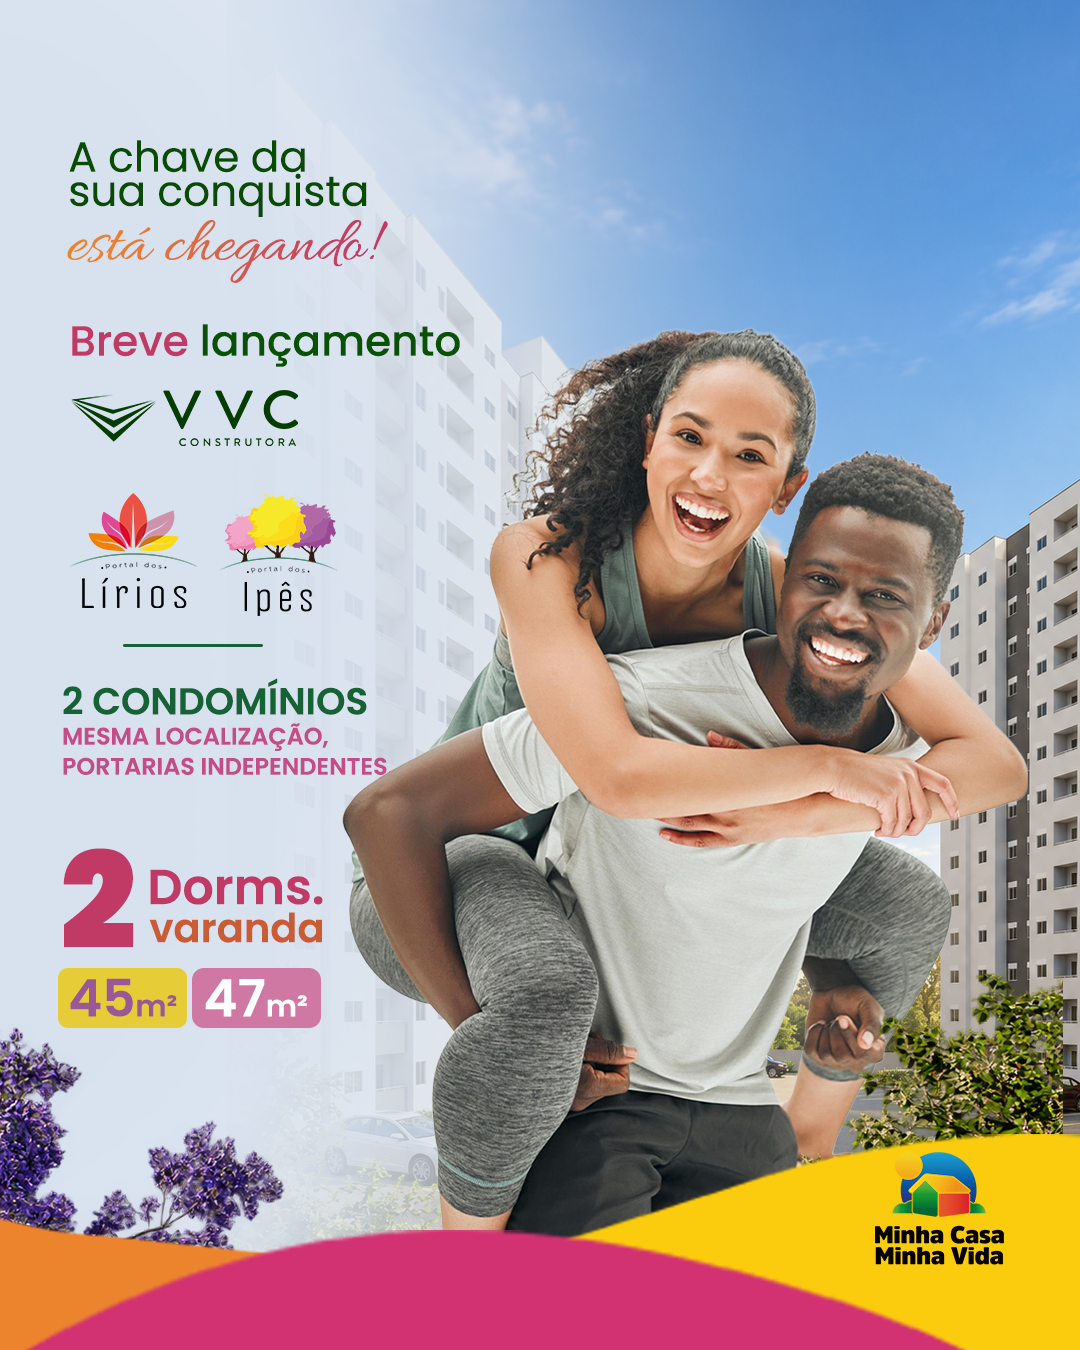 A chave da
sua conquista
está chegando!
Breve lançamento
VVC
CONSTRUTORA
•Portal dos•
Lírios
•Portal dos•
Ipês
2 CONDOMÍNIOS
MESMA LOCALIZAÇÃO,
PORTARIAS INDEPENDENTES
2 Dorms.
varanda
45m² 47m²
Minha Casa
Minha Vida